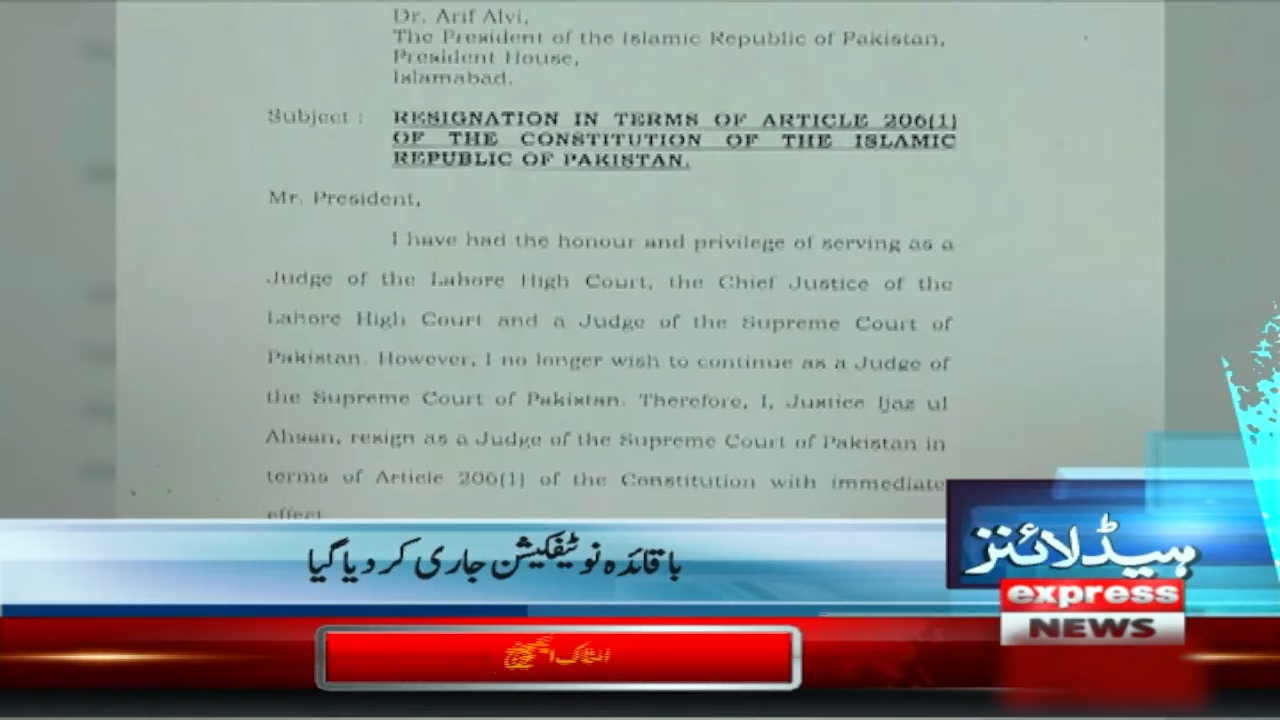 Dr. Arif Alvi,
The President of the Islamic Republic of Pakistan,
President House,
Islamabad.
Subject : RESIGNATION IN TERMS OF ARTICLE 206(1)
OF THE CONSTITUTION OF THE ISLAMIC
REPUBLIC OF PAKISTAN.
Mr. President,
I have had the honour and privilege of serving as a
Judge of the Lahore High Court, the Chief Justice of the
Lahore High Court and a Judge of the Supreme Court of
Pakistan. However, I no longer wish to continue as a Judge of
the Supreme Court of Pakistan. Therefore, I, Justice Ijaz ul
Ahsan, resign as a Judge of the Supreme Court of Pakistan in
terms of Article 206(1) of the Constitution with immediate
effect
باقائدہ نوٹیفکیشن جاری کر دیا گیا
ہیڈلائنز
express
NEWS